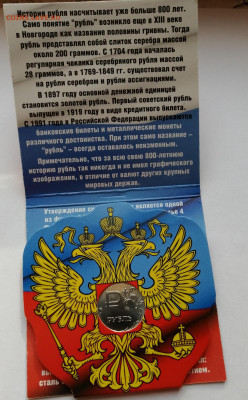 История рубля насчитывает уже более 800 лет.
Само понятие "рубль" возникло еще в XIII веке
в Новгороде как название половины гривны. Тогда
рубль представлял собой слиток серебра массой
около 200 граммов. С 1704 года началась
регулярная чеканка серебряного рубля массой
28 граммов, а в 1769-1849 гг. существовал счет
на рубли серебром и рубли ассигнациями.
В 1897 году основной денежной единицей
становится золотой рубль. Первый советский рубль
выпущен в 1919 году в виде кредитного билета.
С 1991 года в Российской Федерации выпускаются
банковские билеты и металлические монеты
различного достоинства. При этом само название –
"рубль" – всегда оставалось неизменным.
Примечательно, что за всю свою 800-летнюю
историю рубль так никогда и не имел графического
изображения, о отличие от валют других крупных
мировых держав.
Утверждение
является одной
РУБЛЬ
сталь